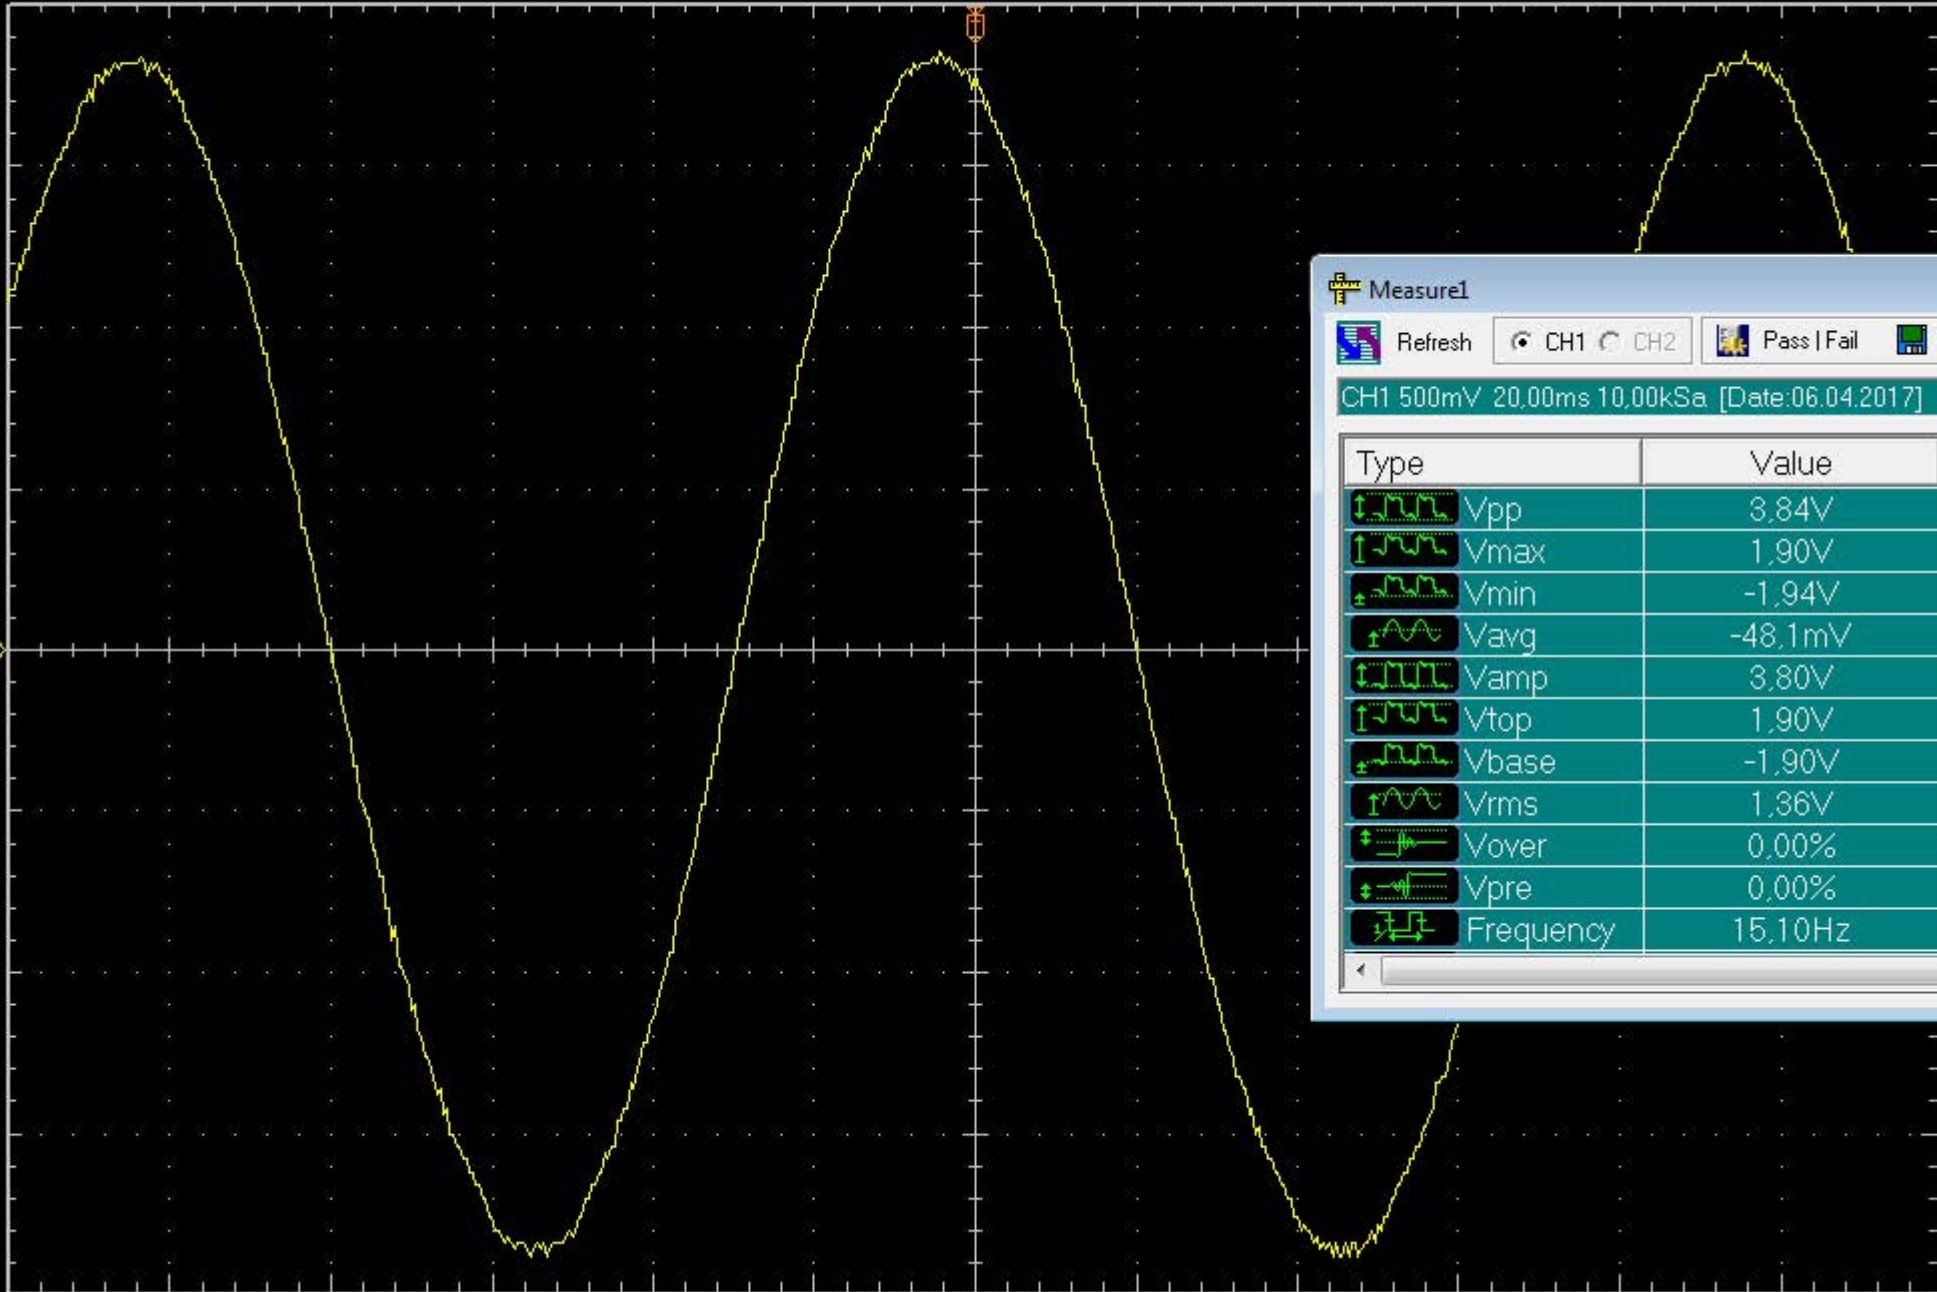 Measure1
Refresh CH1 CH2 Pass | Fail
CH1 500mV 20,00ms 10,00kSa [Date:06.04.2017]
Type Value
Vpp 3,84V
Vmax 1,90V
Vmin -1,94V
Vavg -48,1mV
Vamp 3,80V
Vtop 1,90V
Vbase -1,90V
Vrms 1,36V
Vover 0,00%
Vpre 0,00%
Frequency 15,10Hz